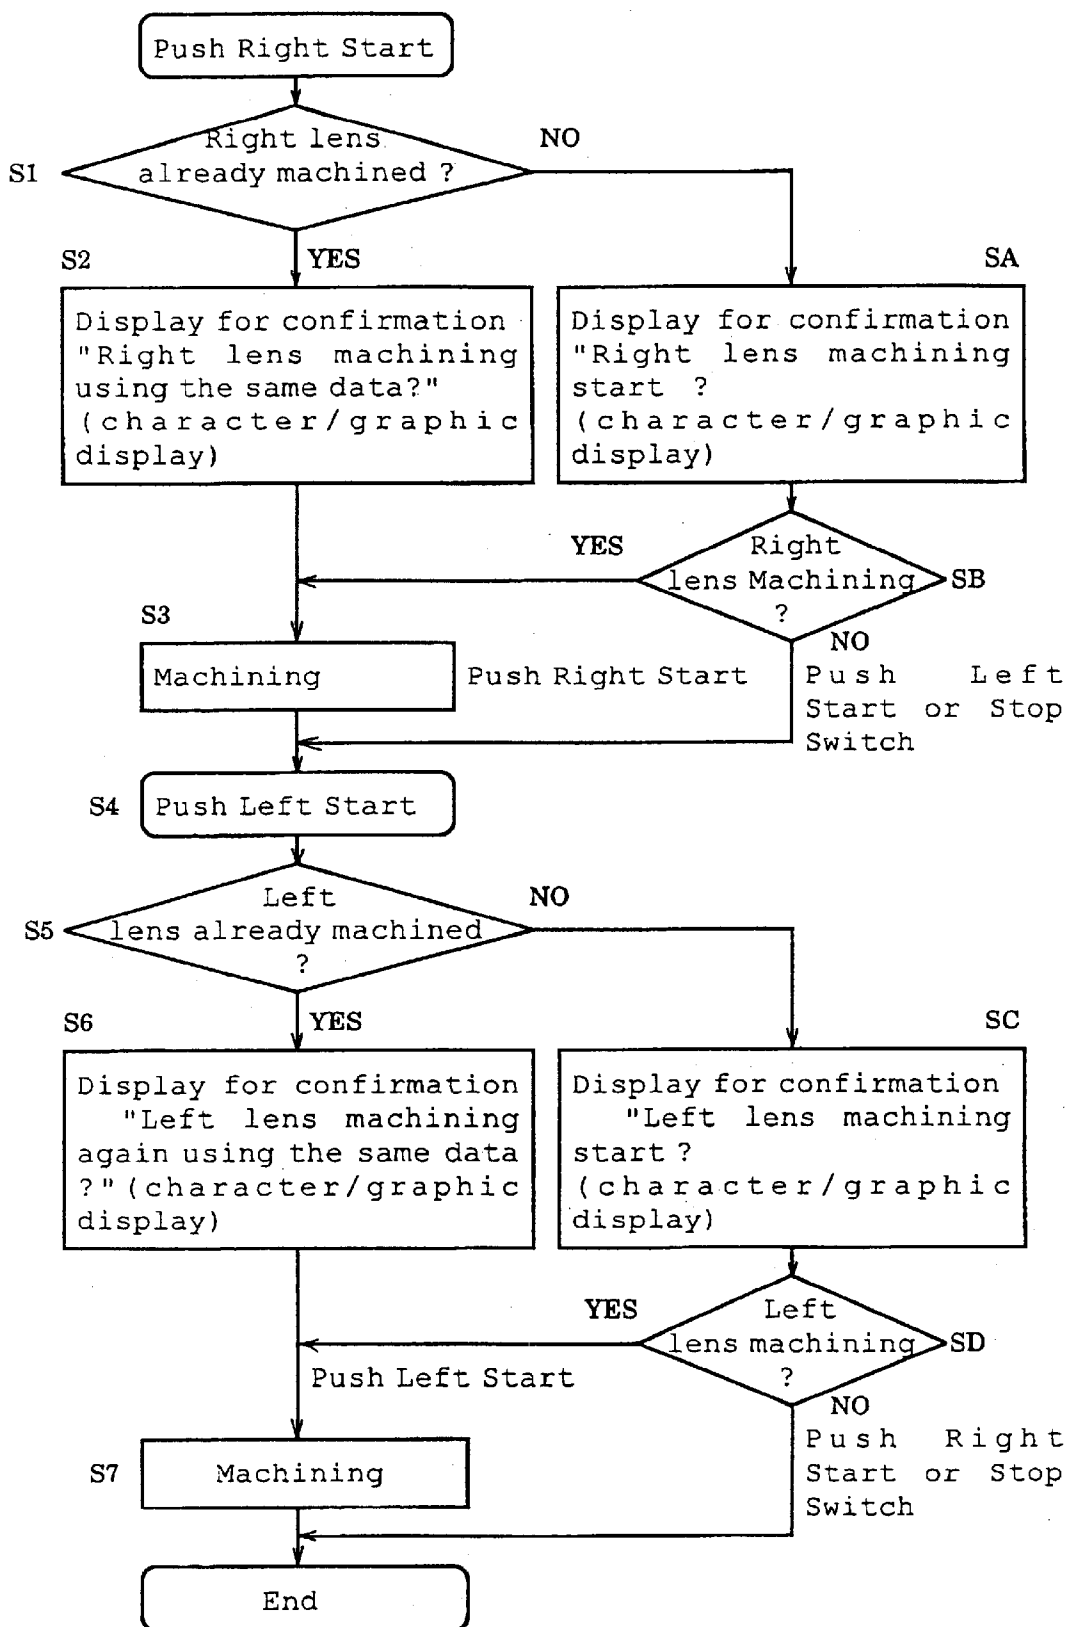 Push Right Start
Right lens
already machined ?
S1
NO
YES
S2
SA
Display for confirmation
"Right lens machining
using the same data?"
(character/graphic
display)
Display for confirmation
"Right lens machining
start ?
(character/graphic
display)
YES
Right
lens Machining
?
SB
NO
S3
Machining
Push Right Start
Push Left
Start or Stop
Switch
S4
Push Left Start
Left
lens already machined
?
S5
NO
YES
S6
SC
Display for confirmation
"Left lens machining
again using the same data
?" (character/graphic
display)
Display for confirmation
"Left lens machining
start ?
(character/graphic
display)
YES
Left
lens machining
?
SD
Push Left Start
NO
Push Right
Start or Stop
Switch
S7
Machining
End